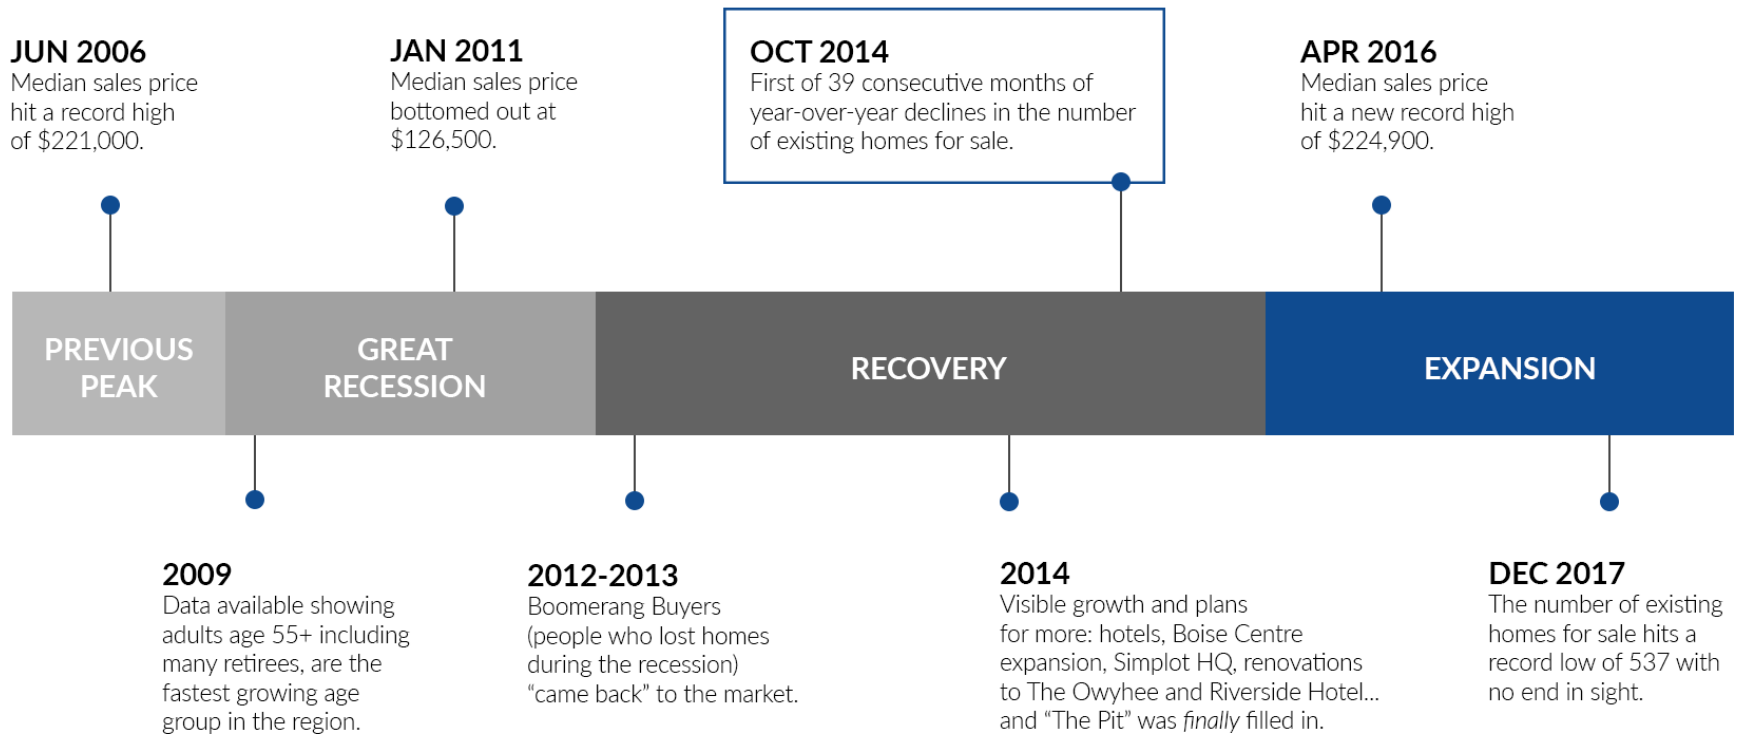 JUN 2006
Median sales price
hit a record high
of $221,000.
JAN 2011
Median sales price
bottomed out at
$126,500.
OCT 2014
First of 39 consecutive months of
year-over-year declines in the number
of existing homes for sale.
APR 2016
Median sales price
hit a new record high
of $224,900.
PREVIOUS
PEAK
GREAT
RECESSION
RECOVERY
EXPANSION
2009
Data available showing
adults age 55+ including
many retirees, are the
fastest growing age
group in the region.
2012-2013
Boomerang Buyers
(people who lost homes
during the recession)
“came back” to the market.
2014
Visible growth and plans
for more: hotels, Boise Centre
expansion, Simplot HQ, renovations
to The Owyhee and Riverside Hotel...
and “The Pit” was finally filled in.
DEC 2017
The number of existing
homes for sale hits a
record low of 537 with
no end in sight.